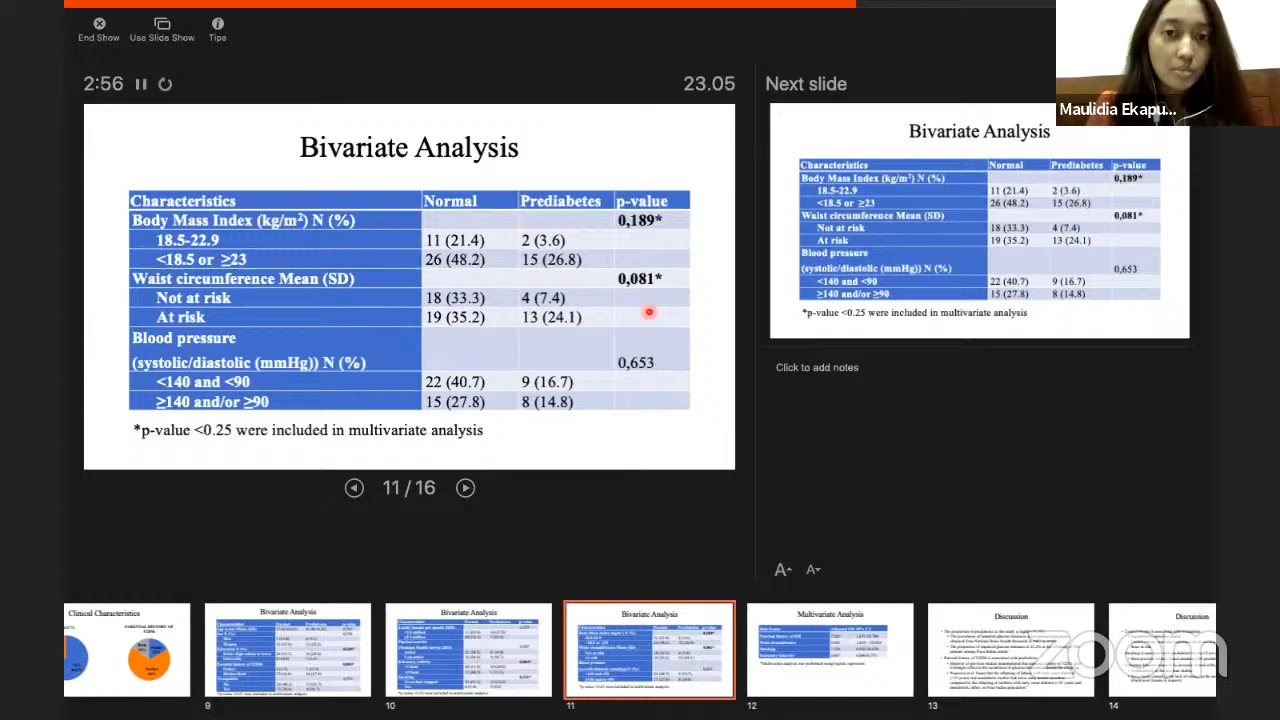 End Show
Use Slide Show
Tips
2:56
23.05
Next slide
Maulidia Ekapu...
Bivariate Analysis
Characteristics Normal Prediabetes p-value
Body Mass Index (kg/m²) N (%) 0,189*
18.5-22.9 11 (21.4) 2 (3.6)
<18.5 or ≥23 26 (48.2) 15 (26.8)
Waist circumference Mean (SD) 0,081*
Not at risk 18 (33.3) 4 (7.4)
At risk 19 (35.2) 13 (24.1)
Blood pressure
(systolic/diastolic (mmHg)) N (%) 0,653
<140 and <90 22 (40.7) 9 (16.7)
≥140 and/or ≥90 15 (27.8) 8 (14.8)
*p-value <0.25 were included in multivariate analysis
11 / 16
Bivariate Analysis
Characteristics Normal Prediabetes p-value
Body Mass Index (kg/m²) N (%) 0,189*
18.5-22.9 11 (21.4) 2 (3.6)
<18.5 or ≥23 26 (48.2) 15 (26.8)
Waist circumference Mean (SD) 0,081*
Not at risk 18 (33.3) 4 (7.4)
At risk 19 (35.2) 13 (24.1)
Blood pressure
(systolic/diastolic (mmHg)) N (%) 0,653
<140 and <90 22 (40.7) 9 (16.7)
≥140 and/or ≥90 15 (27.8) 8 (14.8)
*p-value <0.25 were included in multivariate analysis
Click to add notes
Clinical Characteristics
Bivariate Analysis
Bivariate Analysis
Bivariate Analysis
Multivariate Analysis
Discussion
Discussion
zoom
9
10
11
12
13
14